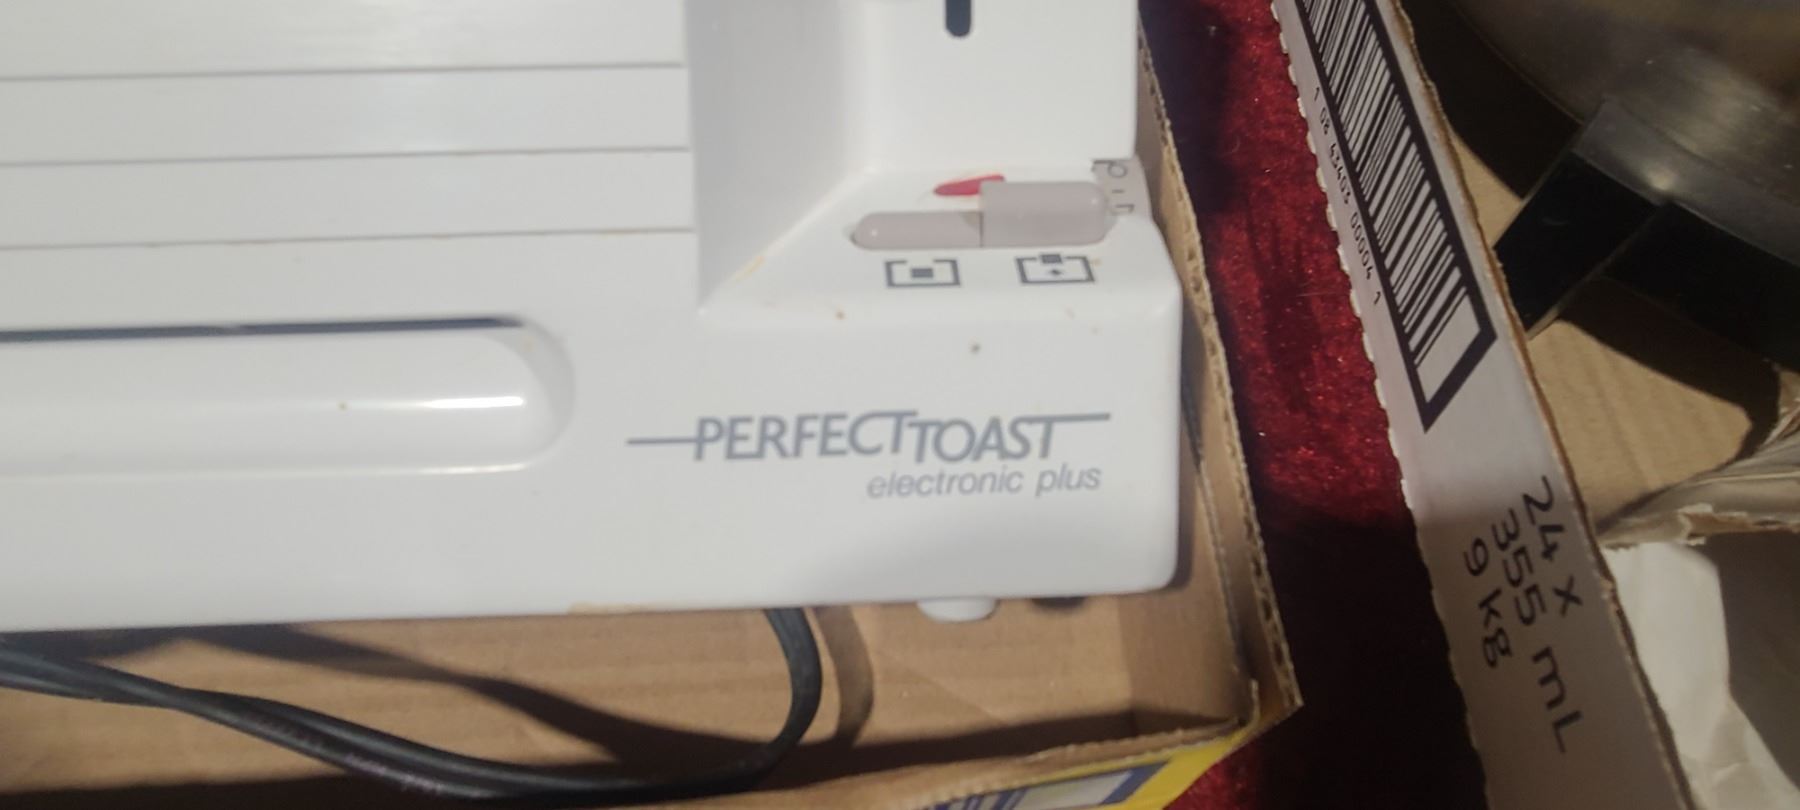 PERFECTTOAST
electronic plus
24 x
355 mL
9 kg